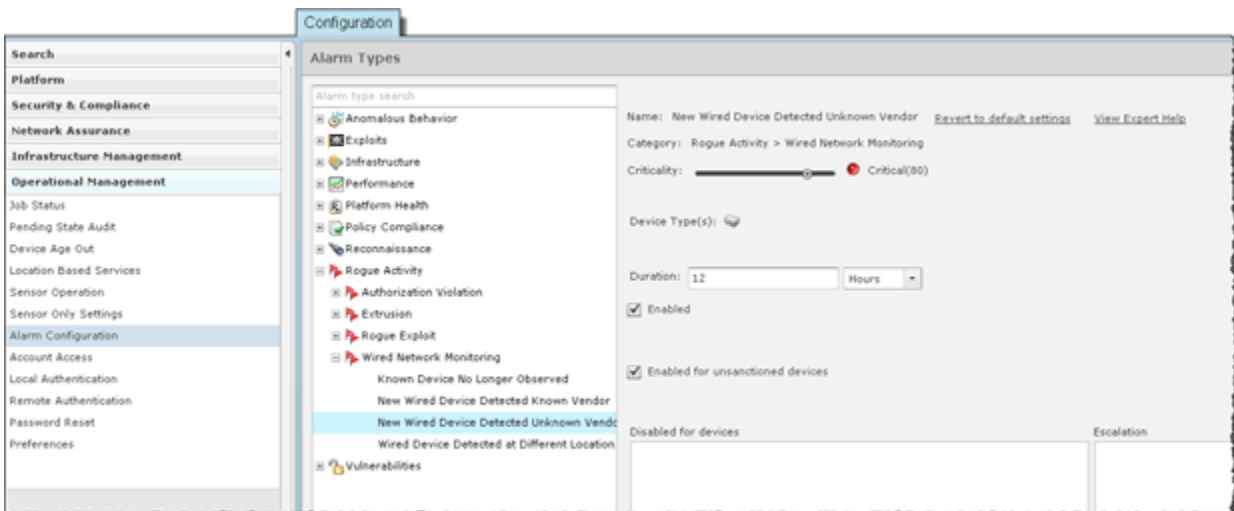 Configuration
Search
Platform
Security & Compliance
Network Assurance
Infrastructure Management
Operational Management
Job Status
Pending State Audit
Device Age Out
Location Based Services
Sensor Operation
Sensor Only Settings
Alarm Configuration
Account Access
Local Authentication
Remote Authentication
Password Reset
Preferences
Alarm Types
Alarm type search
Anomalous Behavior
Exploits
Infrastructure
Performance
Platform Health
Policy Compliance
Reconnaissance
Rogue Activity
Authorization Violation
Extrusion
Rogue Exploit
Wired Network Monitoring
Known Device No Longer Observed
New Wired Device Detected Known Vendor
New Wired Device Detected Unknown Vendo
Wired Device Detected at Different Location
Vulnerabilities
Name: New Wired Device Detected Unknown Vendor Revert to default settings View Expert Help
Category: Rogue Activity > Wired Network Monitoring
Criticality: Critical(80)
Device Type(s):
Duration: 12 Hours
Enabled
Enabled for unsanctioned devices
Disabled for devices Escalation